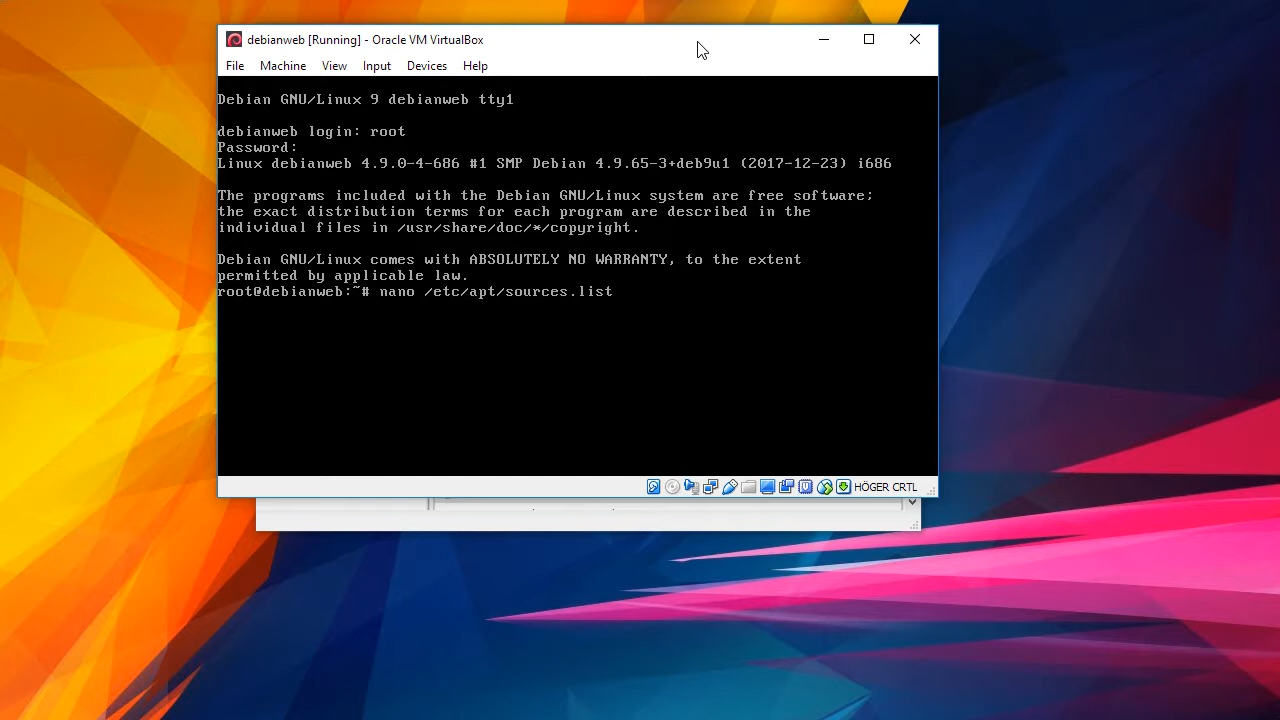 debianweb [Running] - Oracle VM VirtualBox
File Machine View Input Devices Help
Debian GNU/Linux 9 debianweb tty1
debianweb login: root
Password:
Linux debianweb 4.9.0-4-686 #1 SMP Debian 4.9.65-3+deb9u1 (2017-12-23) i686
The programs included with the Debian GNU/Linux system are free software;
the exact distribution terms for each program are described in the
individual files in /usr/share/doc/*/copyright.
Debian GNU/Linux comes with ABSOLUTELY NO WARRANTY, to the extent
permitted by applicable law.
root@debianweb:~# nano /etc/apt/sources.list
HÖGER CRTL